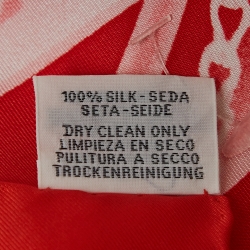 100% SILK-SEDA
SETA-SEIDE
DRY CLEAN ONLY
LIMPIEZA EN SECO
PULITURA A SECCO
TROCKENREINIGUNG